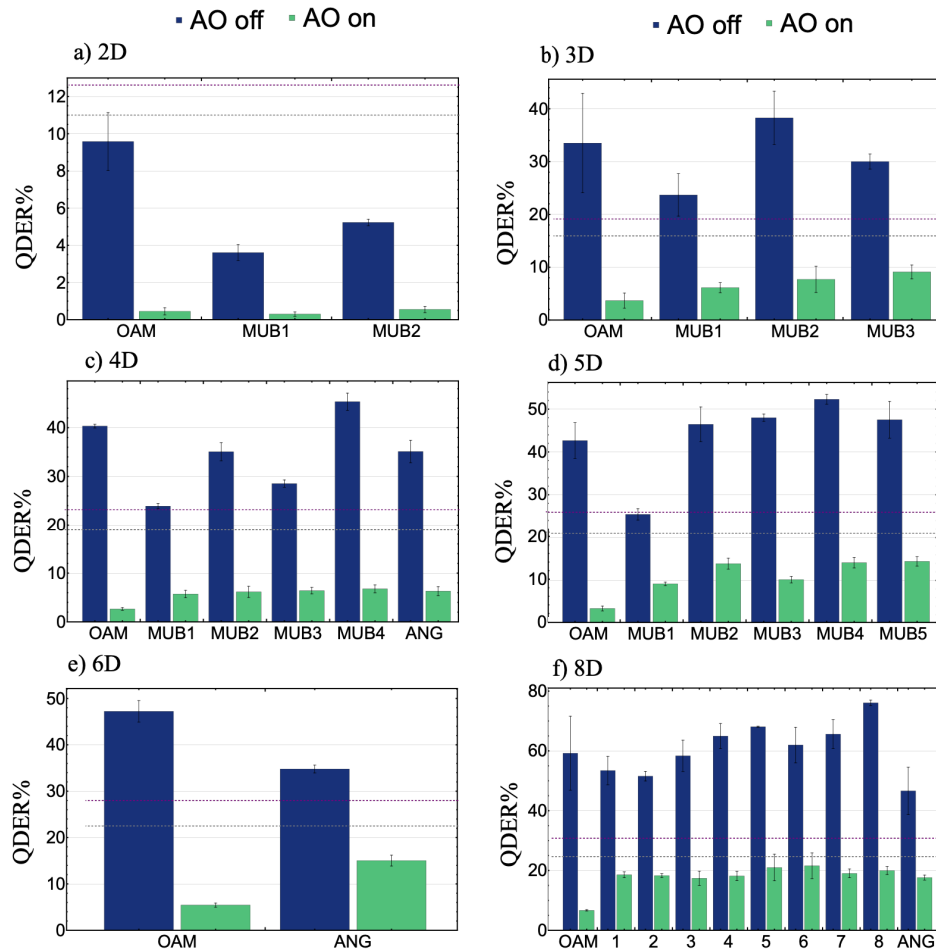 AO off AO on
AO off AO on
a) 2D
QDER%
12
10
8
6
4
2
0
OAM MUB1 MUB2
b) 3D
QDER%
40
30
20
10
0
OAM MUB1 MUB2 MUB3
c) 4D
QDER%
40
30
20
10
0
OAM MUB1 MUB2 MUB3 MUB4 ANG
d) 5D
QDER%
50
40
30
20
10
0
OAM MUB1 MUB2 MUB3 MUB4 MUB5
e) 6D
QDER%
50
40
30
20
10
0
OAM ANG
f) 8D
QDER%
80
60
40
20
0
OAM 1 2 3 4 5 6 7 8 ANG